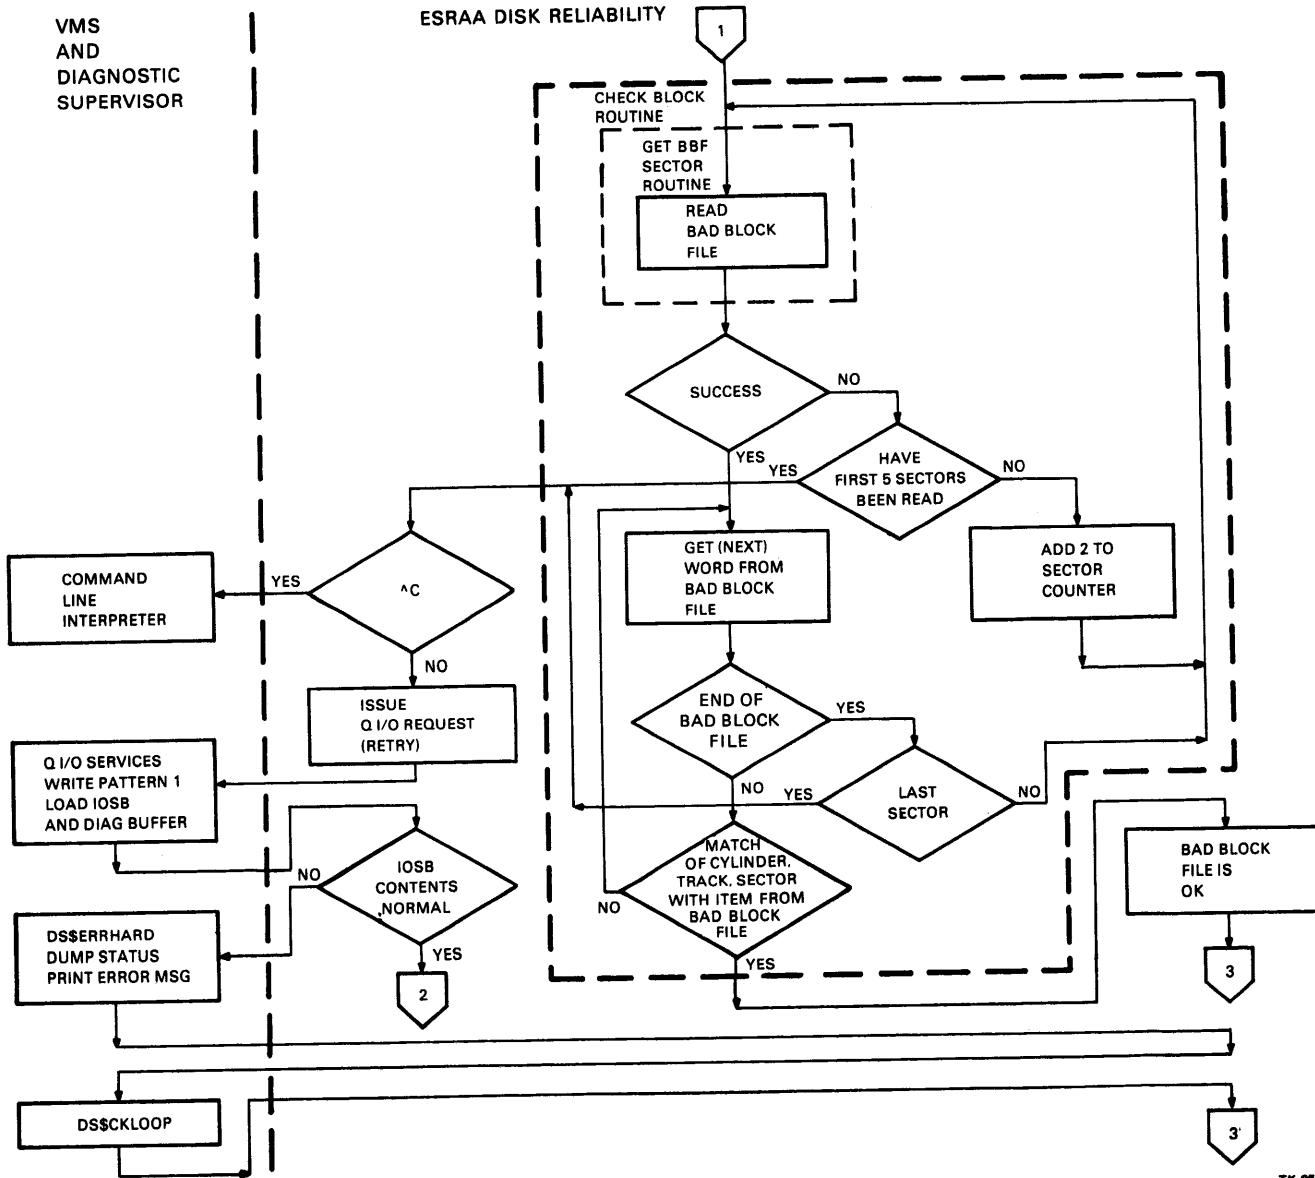 VMS
AND
DIAGNOSTIC
SUPERVISOR
ESRAA DISK RELIABILITY
1
CHECK BLOCK
ROUTINE
GET BBF
SECTOR
ROUTINE
READ
BAD BLOCK
FILE
SUCCESS
NO
YES
HAVE
FIRST 5 SECTORS
BEEN READ
YES
NO
ADD 2 TO
SECTOR
COUNTER
GET (NEXT)
WORD FROM
BAD BLOCK
FILE
^C
YES
NO
COMMAND
LINE
INTERPRETER
ISSUE
Q I/O REQUEST
(RETRY)
END OF
BAD BLOCK
FILE
YES
NO
LAST
SECTOR
YES
NO
Q I/O SERVICES
WRITE PATTERN 1
LOAD IOSB
AND DIAG BUFFER
IOSB
CONTENTS
NORMAL
NO
YES
2
MATCH
OF CYLINDER,
TRACK, SECTOR
WITH ITEM FROM
BAD BLOCK
FILE
NO
YES
BAD BLOCK
FILE IS
OK
3
DS$ERRHARD
DUMP STATUS
PRINT ERROR MSG
DS$CKLOOP
3